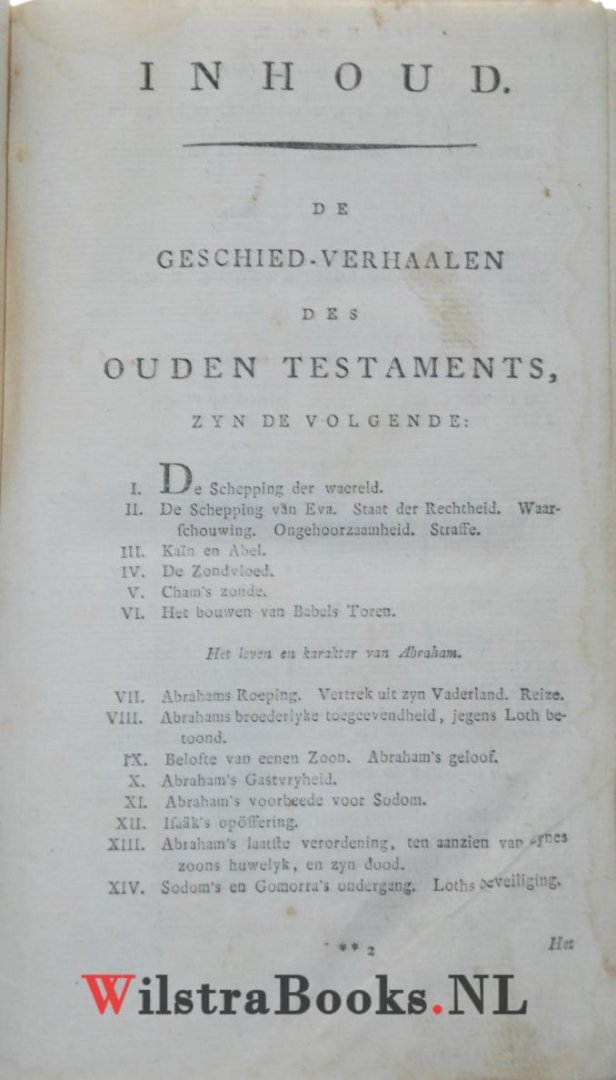 INHOUD.
DE
GESCHIED-VERHAALEN
DES
OUDEN TESTAMENTS,
ZYN DE VOLGENDE:
I. De Schepping der waereld.
II. De Schepping van Eva. Staat der Rechtheid. Waar-
ſchouwing. Ongehoorzaamheid. Straffe.
III. Kaïn en Abel.
IV. De Zondvloed.
V. Cham's zonde.
VI. Het bouwen van Babels Toren.
Het leven en karakter van Abraham.
VII. Abrahams Roeping. Vertrek uit zyn Vaderland. Reize.
VIII. Abrahams broederlyke toegeevendheid, jegens Loth be-
toond.
IX. Belofte van eenen Zoon. Abraham's geloof.
X. Abraham's Gastvryheid.
XI. Abraham's voorbeede voor Sodom.
XII. Iſaäk's opöffering.
XIII. Abraham's laatſte verordening, ten aanzien van zynes
zoons huwelyk, en zyn dood.
XIV. Sodom's en Gomorra's ondergang. Loths beveiliging.
** 2
Het
WilstraBooks.NL